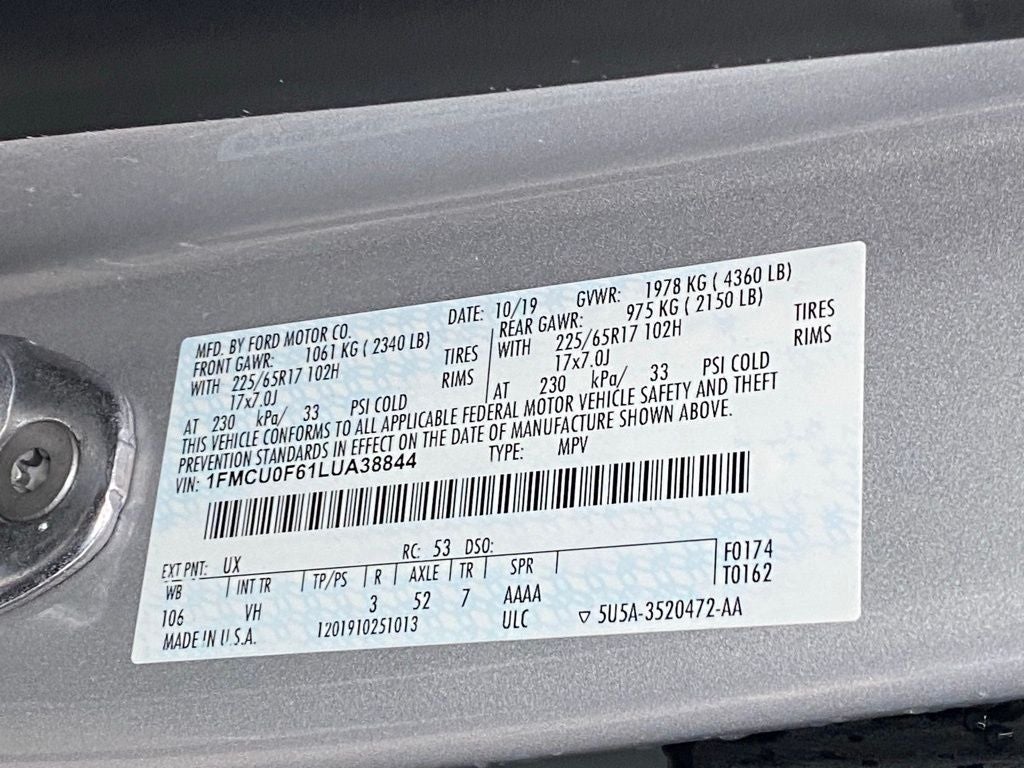 MFD. BY FORD MOTOR CO. DATE: 10/19 GVWR: 1978 KG ( 4360 LB)
FRONT GAWR: 1061 KG ( 2340 LB) REAR GAWR: 975 KG ( 2150 LB)
WITH 225/65R17 102H TIRES WITH 225/65R17 102H TIRES
17x7.0J RIMS 17x7.0J RIMS
AT 230 kPa/ 33 PSI COLD AT 230 kPa/ 33 PSI COLD
THIS VEHICLE CONFORMS TO ALL APPLICABLE FEDERAL MOTOR VEHICLE SAFETY AND THEFT
PREVENTION STANDARDS IN EFFECT ON THE DATE OF MANUFACTURE SHOWN ABOVE.
VIN: 1FMCU0F61LUA38844 TYPE: MPV
EXT PNT: UX RC: 53 DSO:
WB INT TR TP/PS R AXLE TR SPR F0174
106 VH 3 52 7 AAAA T0162
MADE IN U.S.A. 1201910251013 ULC ▽ 5U5A-3520472-AA